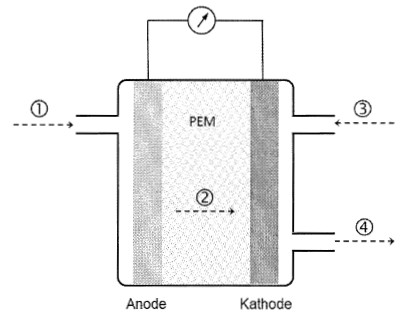 ①
③
PEM
②
④
Anode
Kathode